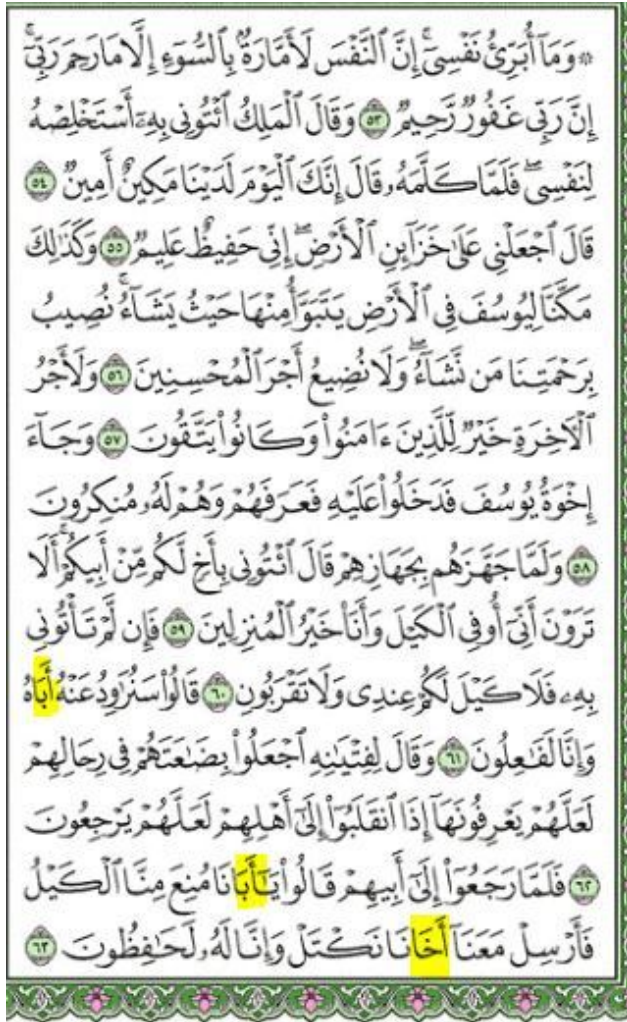 ۞ وَمَآ أُبَرِّئُ نَفْسِىٓ ۚ إِنَّ ٱلنَّفْسَ لَأَمَّارَةٌۢ بِٱلسُّوٓءِ إِلَّا مَا رَحِمَ رَبِّىٓ ۚ
إِنَّ رَبِّى غَفُورٌ رَّحِيمٌ ٥٣ وَقَالَ ٱلْمَلِكُ ٱئْتُونِى بِهِۦٓ أَسْتَخْلِصْهُ
لِنَفْسِى ۖ فَلَمَّا كَلَّمَهُۥ قَالَ إِنَّكَ ٱلْيَوْمَ لَدَيْنَا مَكِينٌ أَمِينٌ ٥٤
قَالَ ٱجْعَلْنِى عَلَىٰ خَزَآئِنِ ٱلْأَرْضِ ۖ إِنِّى حَفِيظٌ عَلِيمٌ ٥٥ وَكَذَٰلِكَ
مَكَّنَّا لِيُوسُفَ فِى ٱلْأَرْضِ يَتَبَوَّأُ مِنْهَا حَيْثُ يَشَآءُ ۚ نُصِيبُ
بِرَحْمَتِنَا مَن نَّشَآءُ ۖ وَلَا نُضِيعُ أَجْرَ ٱلْمُحْسِنِينَ ٥٦ وَلَأَجْرُ
ٱلْـَٔاخِرَةِ خَيْرٌ لِّلَّذِينَ ءَامَنُوا۟ وَكَانُوا۟ يَتَّقُونَ ٥٧ وَجَآءَ
إِخْوَةُ يُوسُفَ فَدَخَلُوا۟ عَلَيْهِ فَعَرَفَهُمْ وَهُمْ لَهُۥ مُنكِرُونَ
٥٨ وَلَمَّا جَهَّزَهُم بِجَهَازِهِمْ قَالَ ٱئْتُونِى بِأَخٍ لَّكُم مِّنْ أَبِيكُمْ ۚ أَلَا
تَرَوْنَ أَنِّىٓ أُوفِى ٱلْكَيْلَ وَأَنَا۠ خَيْرُ ٱلْمُنزِلِينَ ٥٩ فَإِن لَّمْ تَأْتُونِى
بِهِۦ فَلَا كَيْلَ لَكُمْ عِندِى وَلَا تَقْرَبُونِ ٦٠ قَالُوا۟ سَنُرَٰوِدُ عَنْهُ أَبَاهُ
وَإِنَّا لَفَـٰعِلُونَ ٦١ وَقَالَ لِفِتْيَـٰنِهِ ٱجْعَلُوا۟ بِضَـٰعَتَهُمْ فِى رِحَالِهِمْ
لَعَلَّهُمْ يَعْرِفُونَهَآ إِذَا ٱنقَلَبُوٓا۟ إِلَىٰٓ أَهْلِهِمْ لَعَلَّهُمْ يَرْجِعُونَ
٦٢ فَلَمَّا رَجَعُوٓا۟ إِلَىٰٓ أَبِيهِمْ قَالُوا۟ يَـٰٓأَبَانَا مُنِعَ مِنَّا ٱلْكَيْلُ
فَأَرْسِلْ مَعَنَآ أَخَانَا نَكْتَلْ وَإِنَّا لَهُۥ لَحَـٰفِظُونَ ٦٣